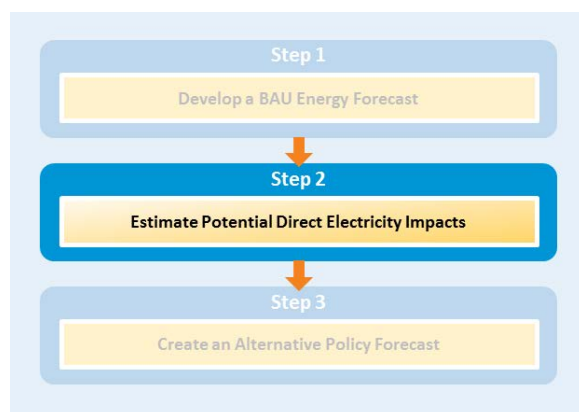 Step 1
Develop a BAU Energy Forecast
Step 2
Estimate Potential Direct Electricity Impacts
Step 3
Create an Alternative Policy Forecast